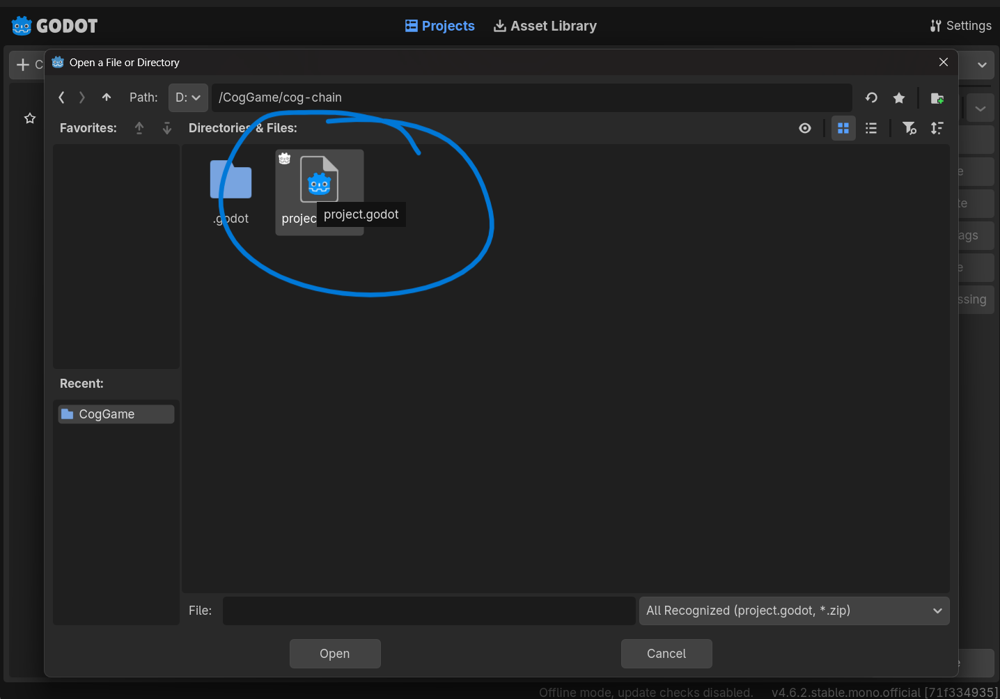 GODOT
Projects
Asset Library
Settings
C
Open a File or Directory
Path:
D:
/CogGame/cog-chain
Favorites:
Directories & Files:
.godot
projec
project.godot
e
te
ags
e
ssing
Recent:
CogGame
File:
All Recognized (project.godot, *.zip)
Open
Cancel
e
Offline mode, update checks disabled.
v4.6.2.stable.mono.official [71f334935]